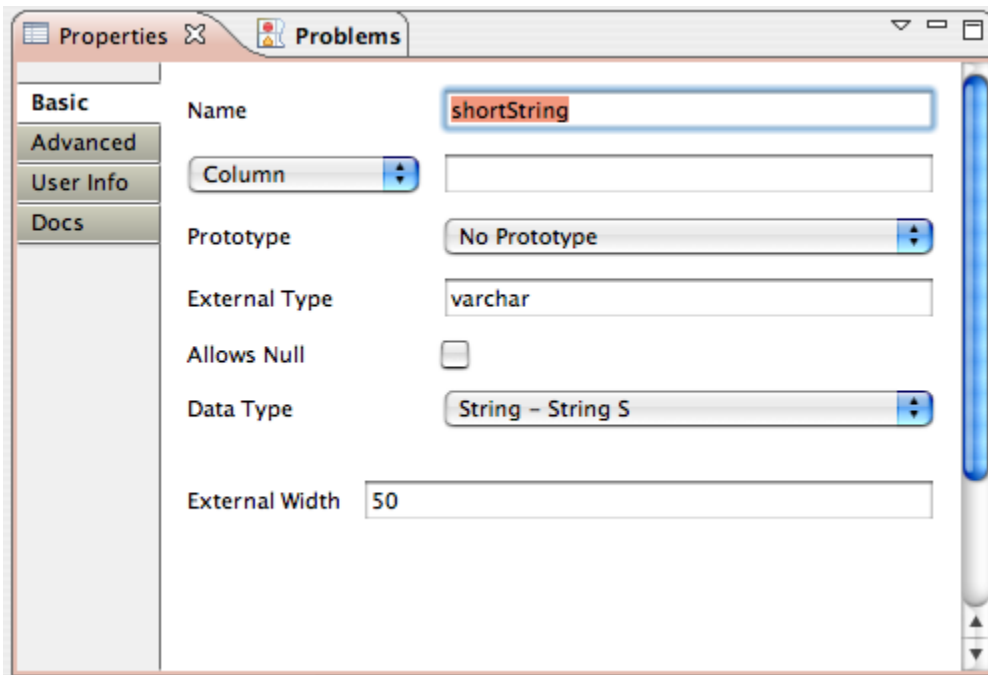 Properties Problems
Basic
Advanced
User Info
Docs
Name shortString
Column
Prototype No Prototype
External Type varchar
Allows Null
Data Type String – String S
External Width 50